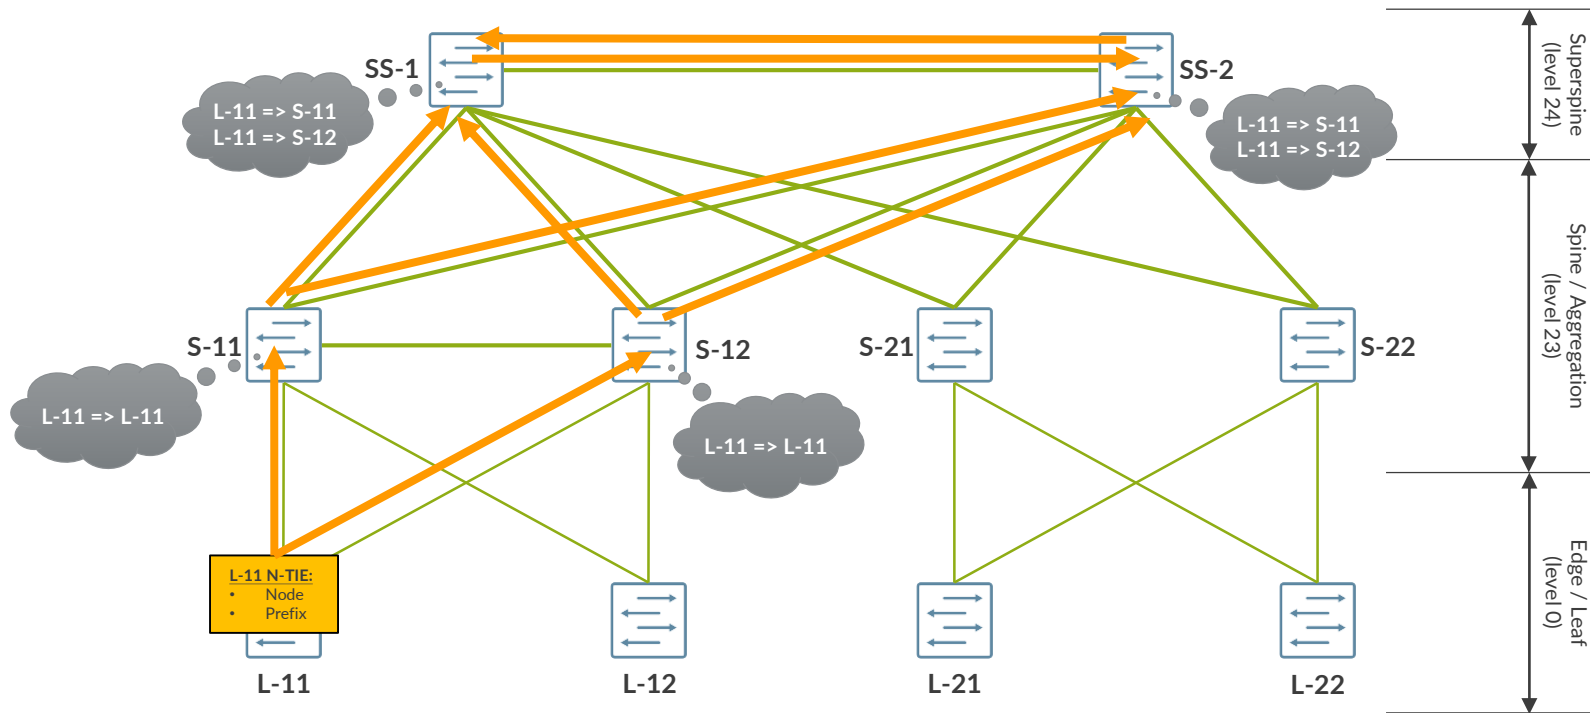 SS-1
SS-2
L-11 => S-11
L-11 => S-12
L-11 => S-11
L-11 => S-12
Superspine
(level 24)
S-11
S-12
S-21
S-22
Spine / Aggregation
(level 23)
L-11 => L-11
L-11 => L-11
L-11 N-TIE:
• Node
• Prefix
Edge / Leaf
(level 0)
L-11
L-12
L-21
L-22